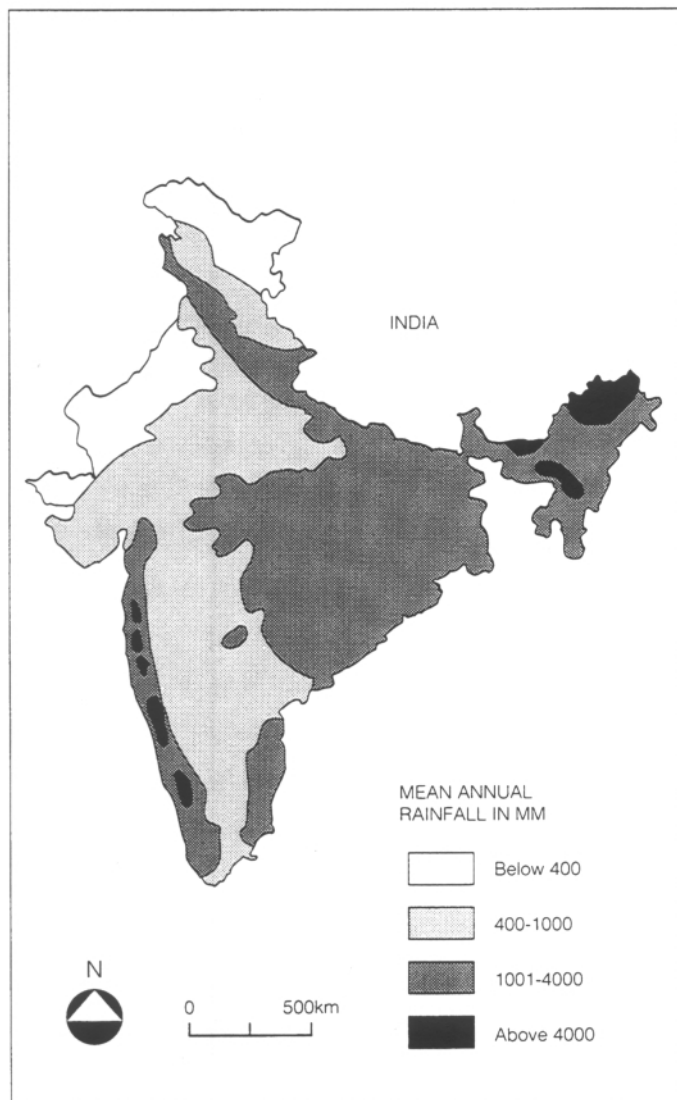 INDIA
MEAN ANNUAL
RAINFALL IN MM
Below 400
400-1000
1001-4000
Above 4000
N
0 500km